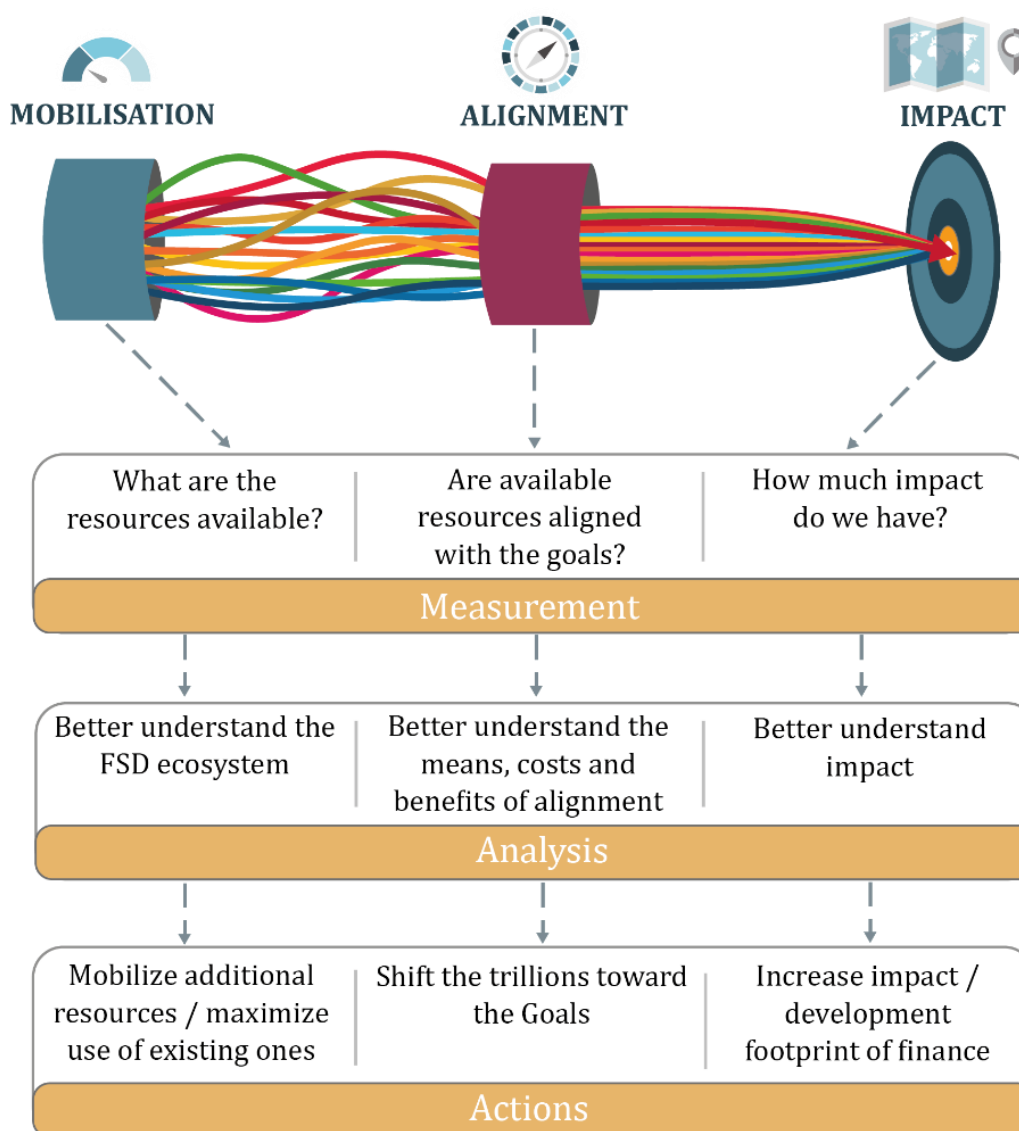 MOBILISATION
ALIGNMENT
IMPACT
What are the
resources available?
Are available
resources aligned
with the goals?
How much impact
do we have?
Measurement
Better understand the
FSD ecosystem
Better understand the
means, costs and
benefits of alignment
Better understand
impact
Analysis
Mobilize additional
resources / maximize
use of existing ones
Shift the trillions toward
the Goals
Increase impact /
development
footprint of finance
Actions